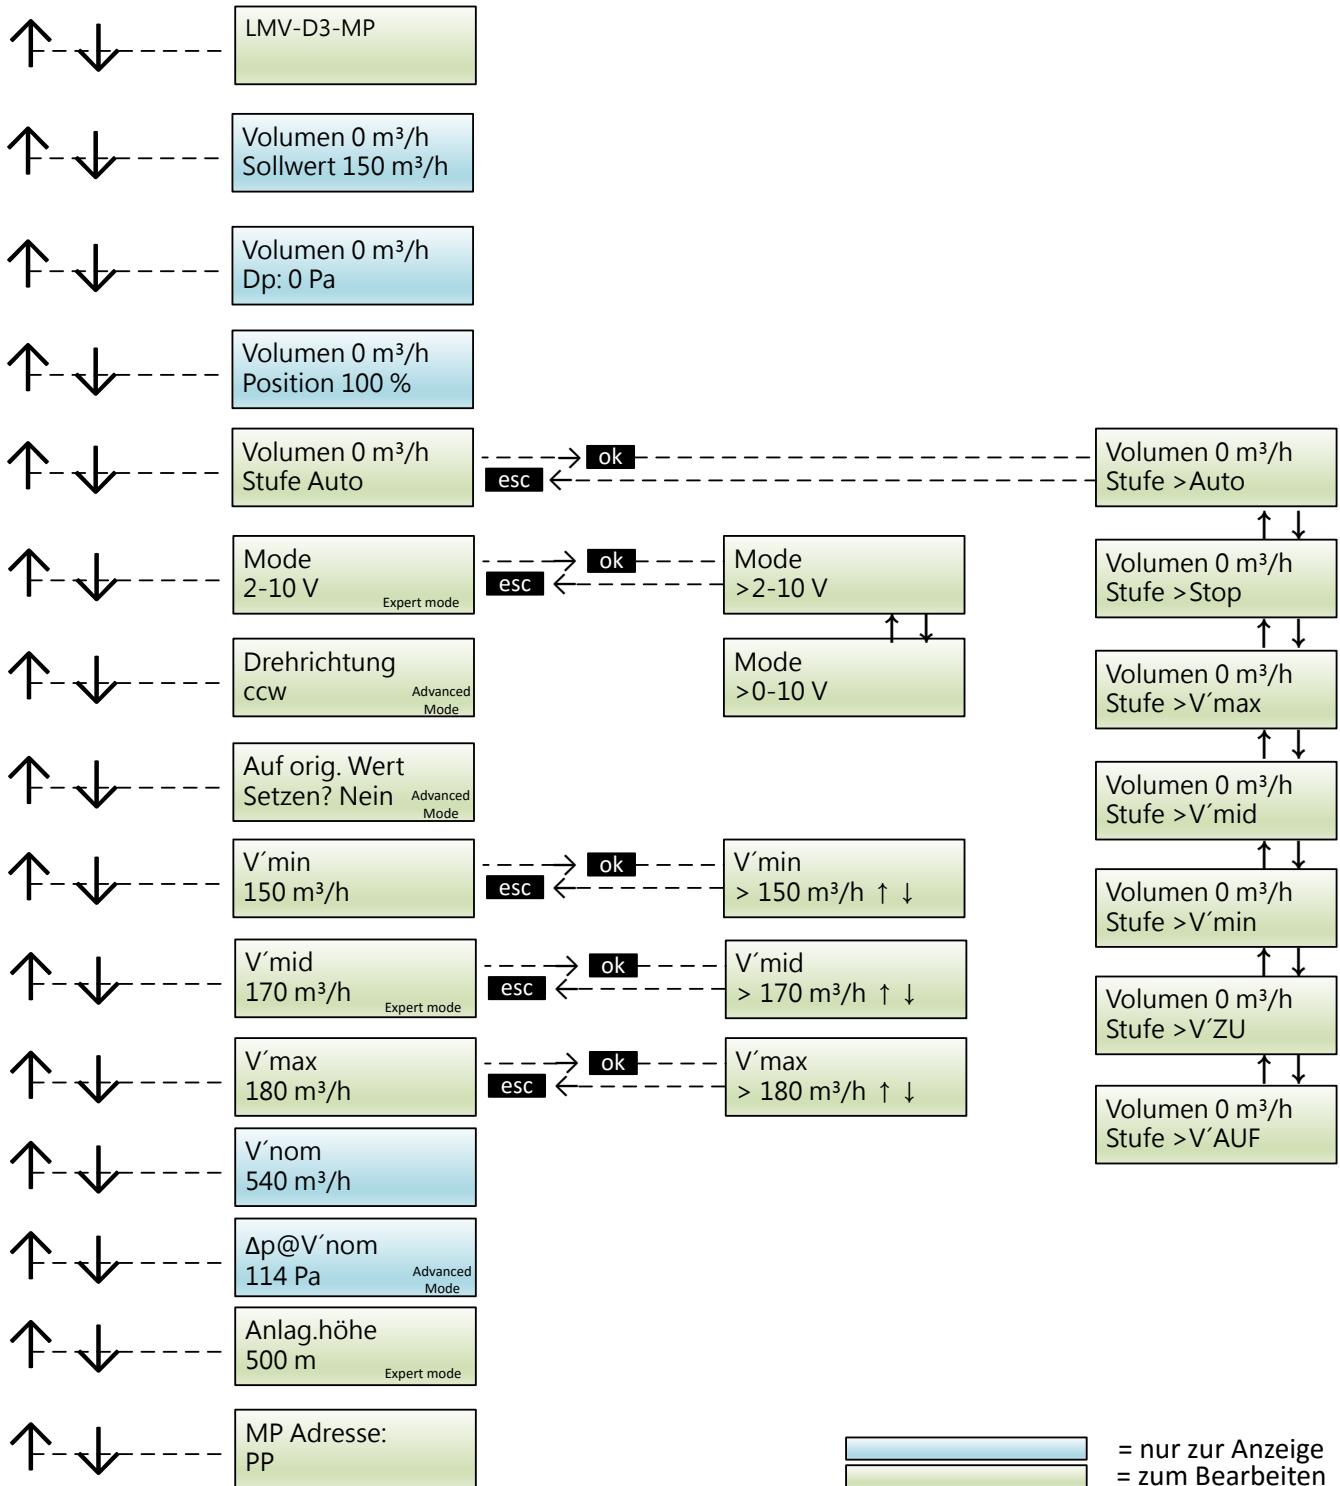 LMV-D3-MP
Volumen 0 m³/h
Sollwert 150 m³/h
Volumen 0 m³/h
Dp: 0 Pa
Volumen 0 m³/h
Position 100 %
Volumen 0 m³/h
Stufe Auto
ok
esc
Volumen 0 m³/h
Stufe >Auto
Mode
2-10 V
Expert mode
ok
esc
Mode
>2-10 V
Volumen 0 m³/h
Stufe >Stop
Drehrichtung
ccw
Advanced
Mode
Mode
>0-10 V
Volumen 0 m³/h
Stufe >V´max
Auf orig. Wert
Setzen? Nein
Advanced
Mode
Volumen 0 m³/h
Stufe >V´mid
V´min
150 m³/h
ok
esc
V´min
> 150 m³/h ↑ ↓
Volumen 0 m³/h
Stufe >V´min
V´mid
170 m³/h
Expert mode
ok
esc
V´mid
> 170 m³/h ↑ ↓
Volumen 0 m³/h
Stufe >V´ZU
V´max
180 m³/h
ok
esc
V´max
> 180 m³/h ↑ ↓
Volumen 0 m³/h
Stufe >V´AUF
V´nom
540 m³/h
Δp@V´nom
114 Pa
Advanced
Mode
Anlag.höhe
500 m
Expert mode
MP Adresse:
PP
= nur zur Anzeige
= zum Bearbeiten